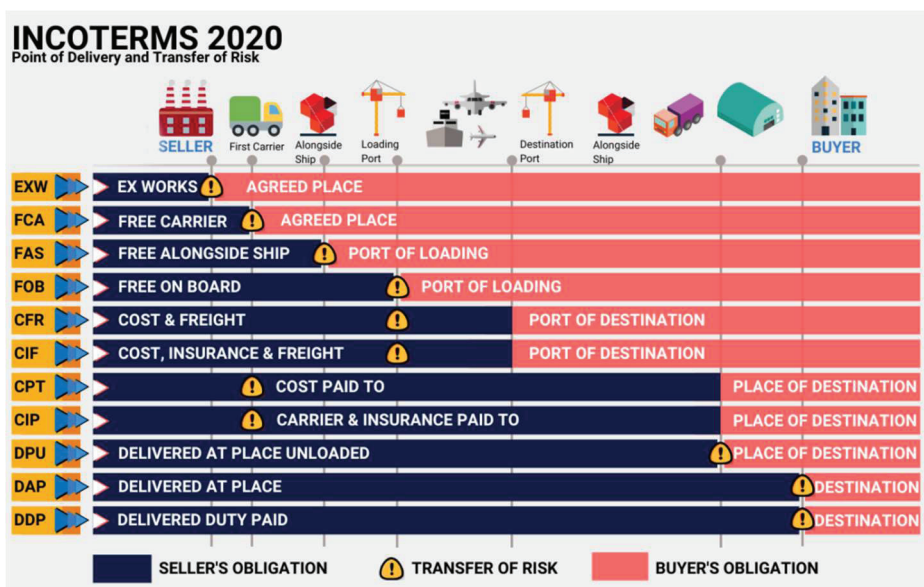 INCOTERMS 2020
Point of Delivery and Transfer of Risk
SELLER
First Carrier
Alongside
Ship
Loading
Port
Destination
Port
Alongside
Ship
BUYER
EXW EX WORKS ! AGREED PLACE
FCA FREE CARRIER ! AGREED PLACE
FAS FREE ALONGSIDE SHIP ! PORT OF LOADING
FOB FREE ON BOARD ! PORT OF LOADING
CFR COST & FREIGHT ! PORT OF DESTINATION
CIF COST, INSURANCE & FREIGHT ! PORT OF DESTINATION
CPT ! COST PAID TO PLACE OF DESTINATION
CIP ! CARRIER & INSURANCE PAID TO PLACE OF DESTINATION
DPU DELIVERED AT PLACE UNLOADED ! PLACE OF DESTINATION
DAP DELIVERED AT PLACE ! DESTINATION
DDP DELIVERED DUTY PAID ! DESTINATION
SELLER'S OBLIGATION ! TRANSFER OF RISK BUYER'S OBLIGATION